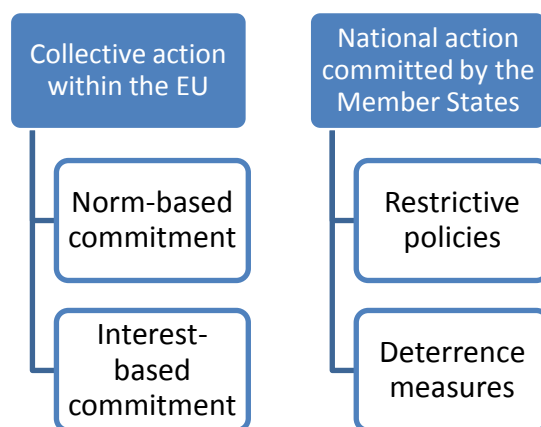 Collective action
within the EU
Norm-based
commitment
Interest-
based
commitment
National action
committed by the
Member States
Restrictive
policies
Deterrence
measures